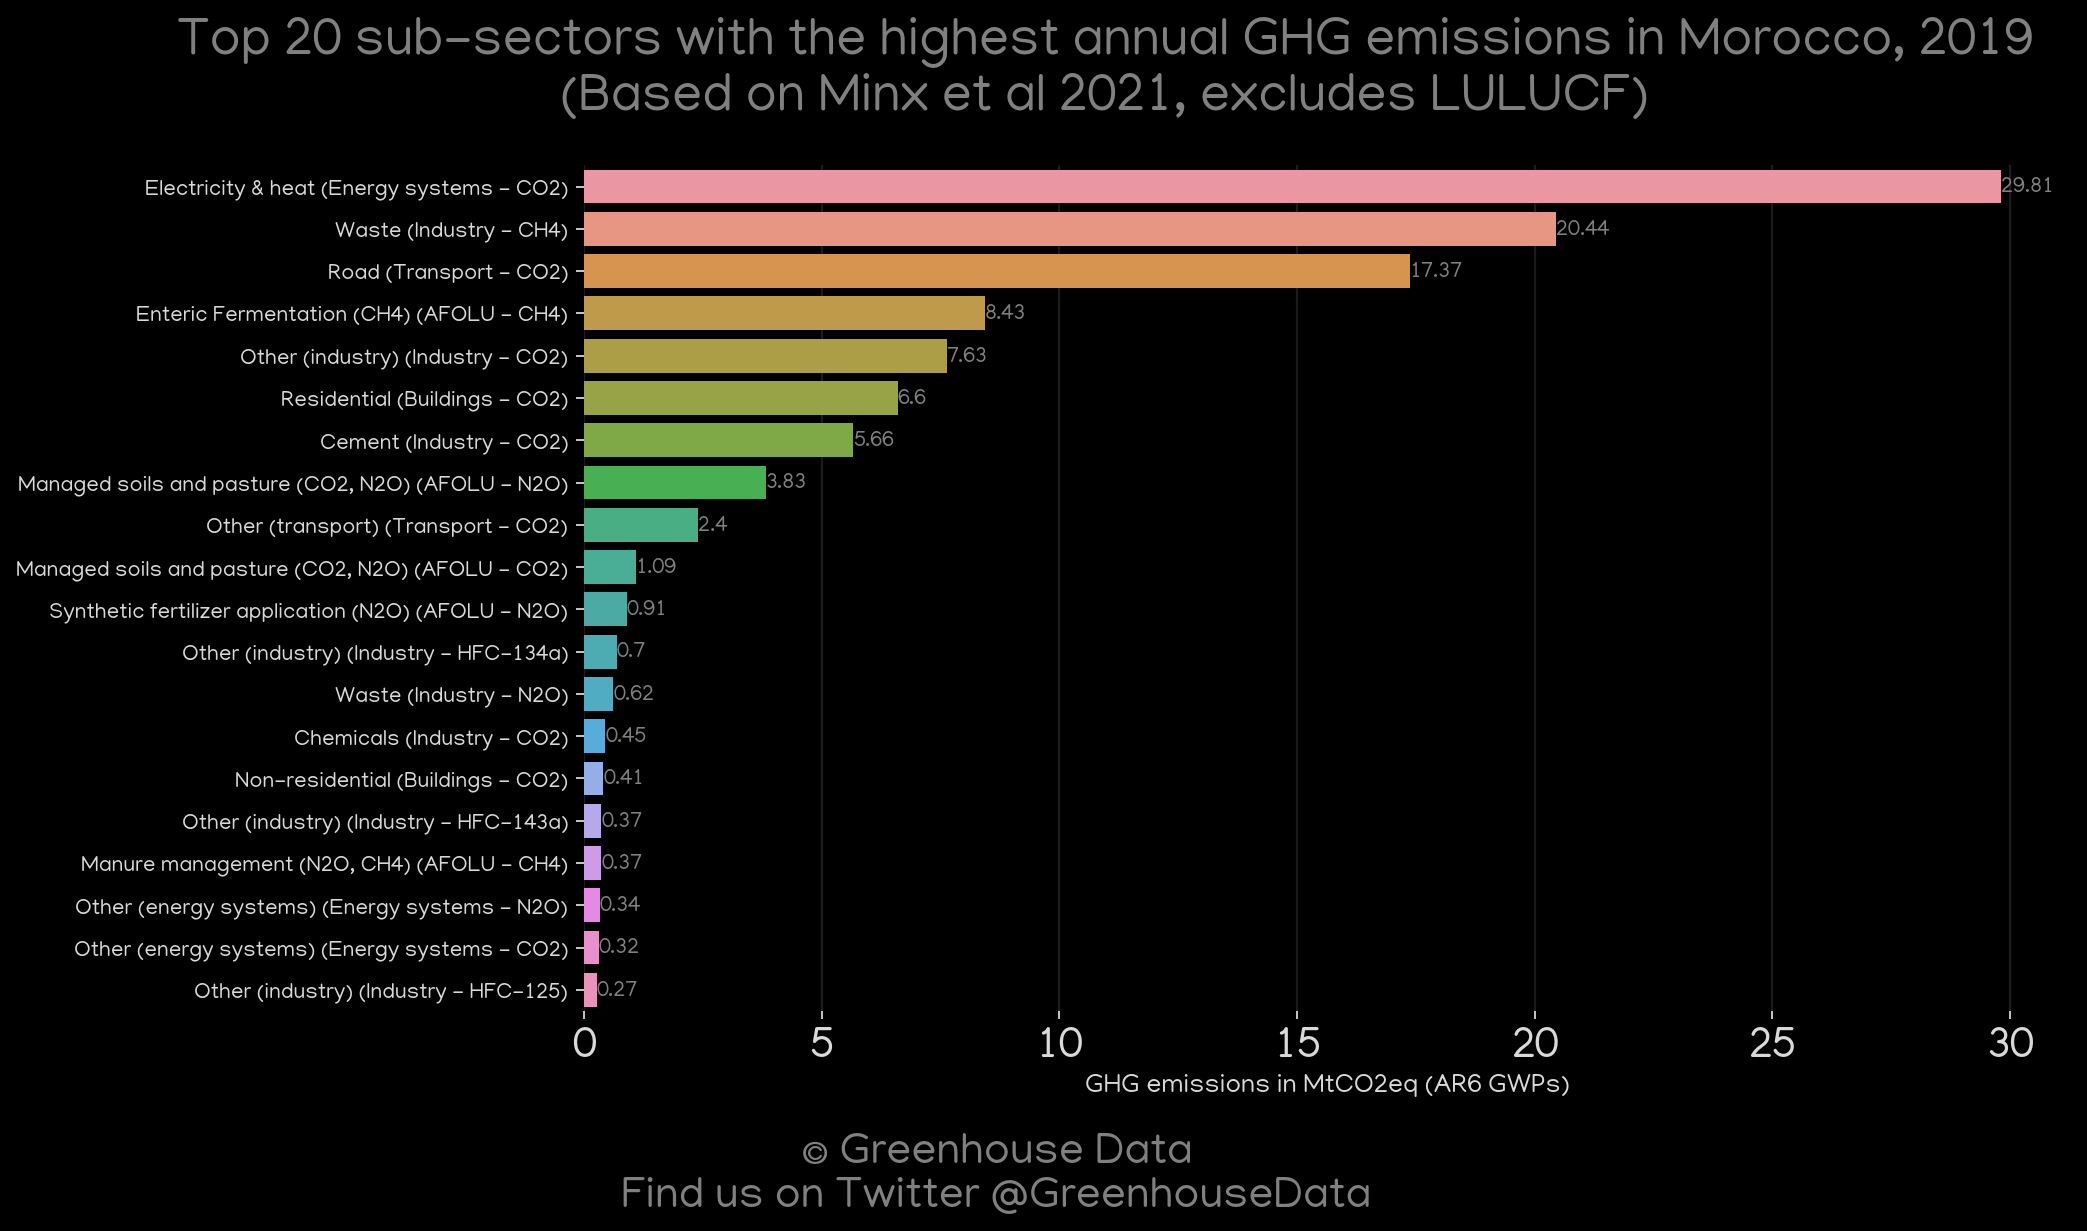 Top 20 sub-sectors with the highest annual GHG emissions in Morocco, 2019
(Based on Minx et al 2021, excludes LULUCF)
Electricity & heat (Energy systems - CO2) 29.81
Waste (Industry - CH4) 20.44
Road (Transport - CO2) 17.37
Enteric Fermentation (CH4) (AFOLU - CH4) 8.43
Other (industry) (Industry - CO2) 7.63
Residential (Buildings - CO2) 6.6
Cement (Industry - CO2) 5.66
Managed soils and pasture (CO2, N2O) (AFOLU - N2O) 3.83
Other (transport) (Transport - CO2) 2.4
Managed soils and pasture (CO2, N2O) (AFOLU - CO2) 1.09
Synthetic fertilizer application (N2O) (AFOLU - N2O) 0.91
Other (industry) (Industry - HFC-134a) 0.7
Waste (Industry - N2O) 0.62
Chemicals (Industry - CO2) 0.45
Non-residential (Buildings - CO2) 0.41
Other (industry) (Industry - HFC-143a) 0.37
Manure management (N2O, CH4) (AFOLU - CH4) 0.37
Other (energy systems) (Energy systems - N2O) 0.34
Other (energy systems) (Energy systems - CO2) 0.32
Other (industry) (Industry - HFC-125) 0.27
0 5 10 15 20 25 30
GHG emissions in MtCO2eq (AR6 GWPs)
© Greenhouse Data
Find us on Twitter @GreenhouseData